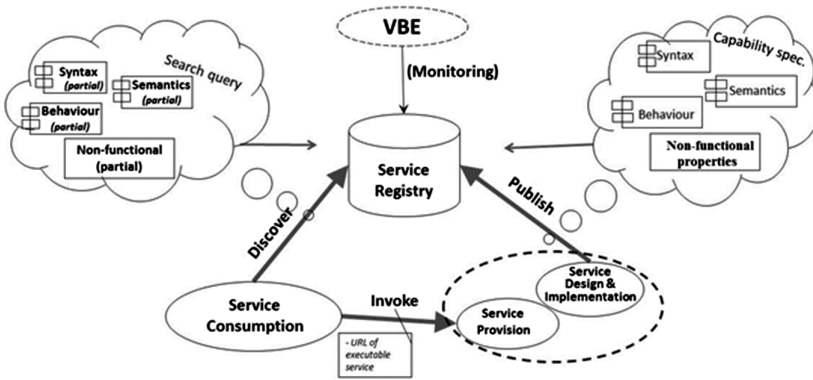 VBE
(Monitoring)
Search query
Syntax
(partial)
Semantics
(partial)
Behaviour
(partial)
Non-functional
(partial)
Capability spec.
Syntax
Semantics
Behaviour
Non-functional
properties
Service
Registry
Discover
Publish
Service
Consumption
Invoke
- URL of
executable
service
Service
Design &
Implementation
Service
Provision